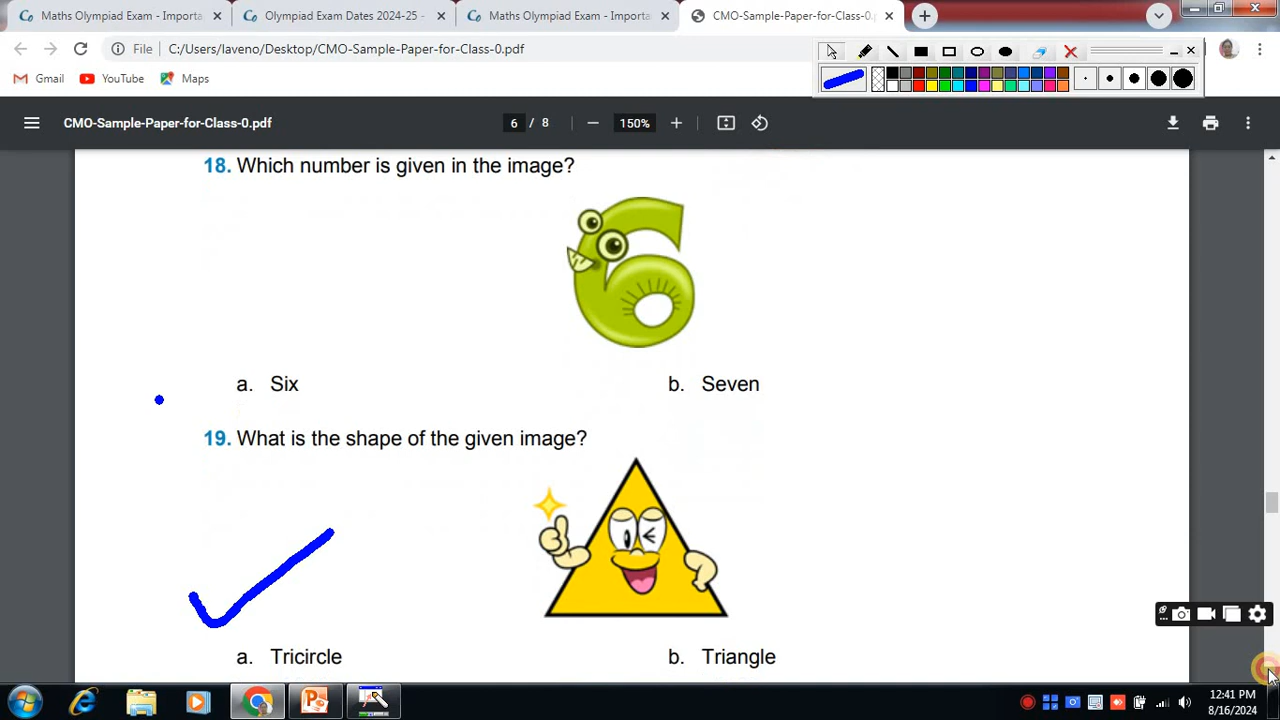 Maths Olympiad Exam - Importa
Olympiad Exam Dates 2024-25 -
Maths Olympiad Exam - Importa
CMO-Sample-Paper-for-Class-0.pd
File C:/Users/laveno/Desktop/CMO-Sample-Paper-for-Class-0.pdf
Gmail YouTube Maps
CMO-Sample-Paper-for-Class-0.pdf 6 / 8 150%
18. Which number is given in the image?
a. Six b. Seven
19. What is the shape of the given image?
a. Tricircle b. Triangle
12:41 PM
8/16/2024